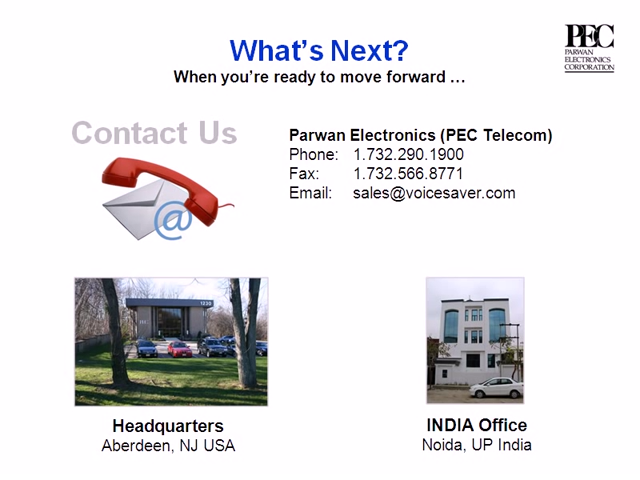 What's Next?
When you're ready to move forward …
PEC
PARWAN
ELECTRONICS
CORPORATION
Contact Us
@
Parwan Electronics (PEC Telecom)
Phone: 1.732.290.1900
Fax: 1.732.566.8771
Email: sales@voicesaver.com
1230
Headquarters
Aberdeen, NJ USA
INDIA Office
Noida, UP India